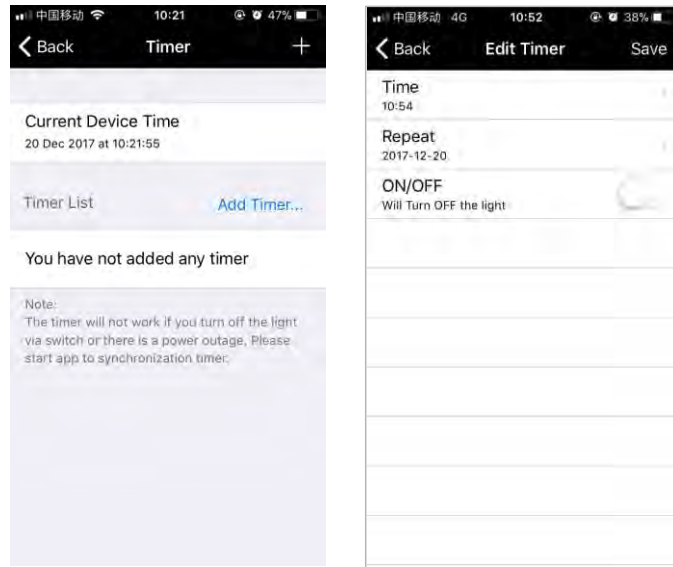 中国移动 10:21 47%
Back Timer +
Current Device Time
20 Dec 2017 at 10:21:55
Timer List Add Timer...
You have not added any timer
Note:
The timer will not work if you turn off the light
via switch or there is a power outage, Please
start app to synchronization timer.
中国移动 4G 10:52 38%
Back Edit Timer Save
Time
10:54
Repeat
2017-12-20
ON/OFF
Will Turn OFF the light